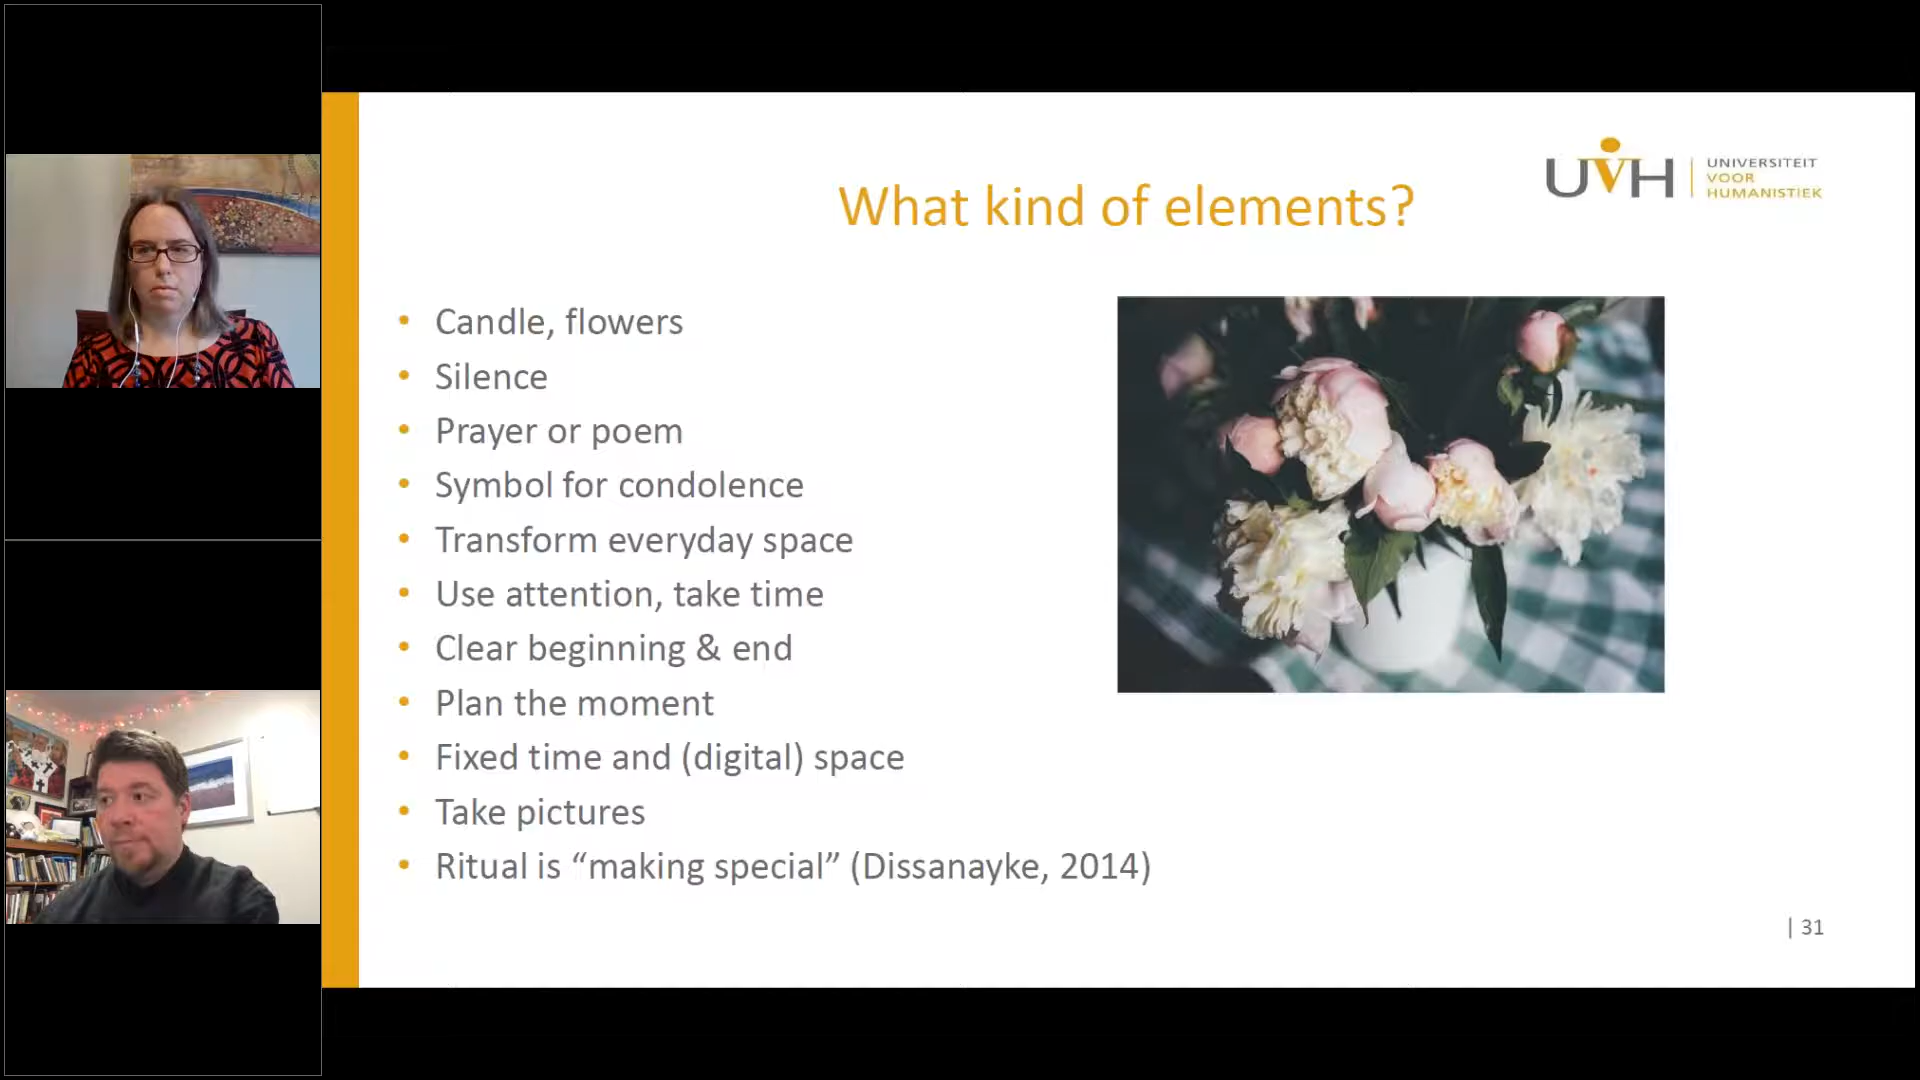 What kind of elements?
UVH
UNIVERSITEIT
VOOR
HUMANISTIEK
• Candle, flowers
• Silence
• Prayer or poem
• Symbol for condolence
• Transform everyday space
• Use attention, take time
• Clear beginning & end
• Plan the moment
• Fixed time and (digital) space
• Take pictures
• Ritual is “making special” (Dissanayke, 2014)
| 31